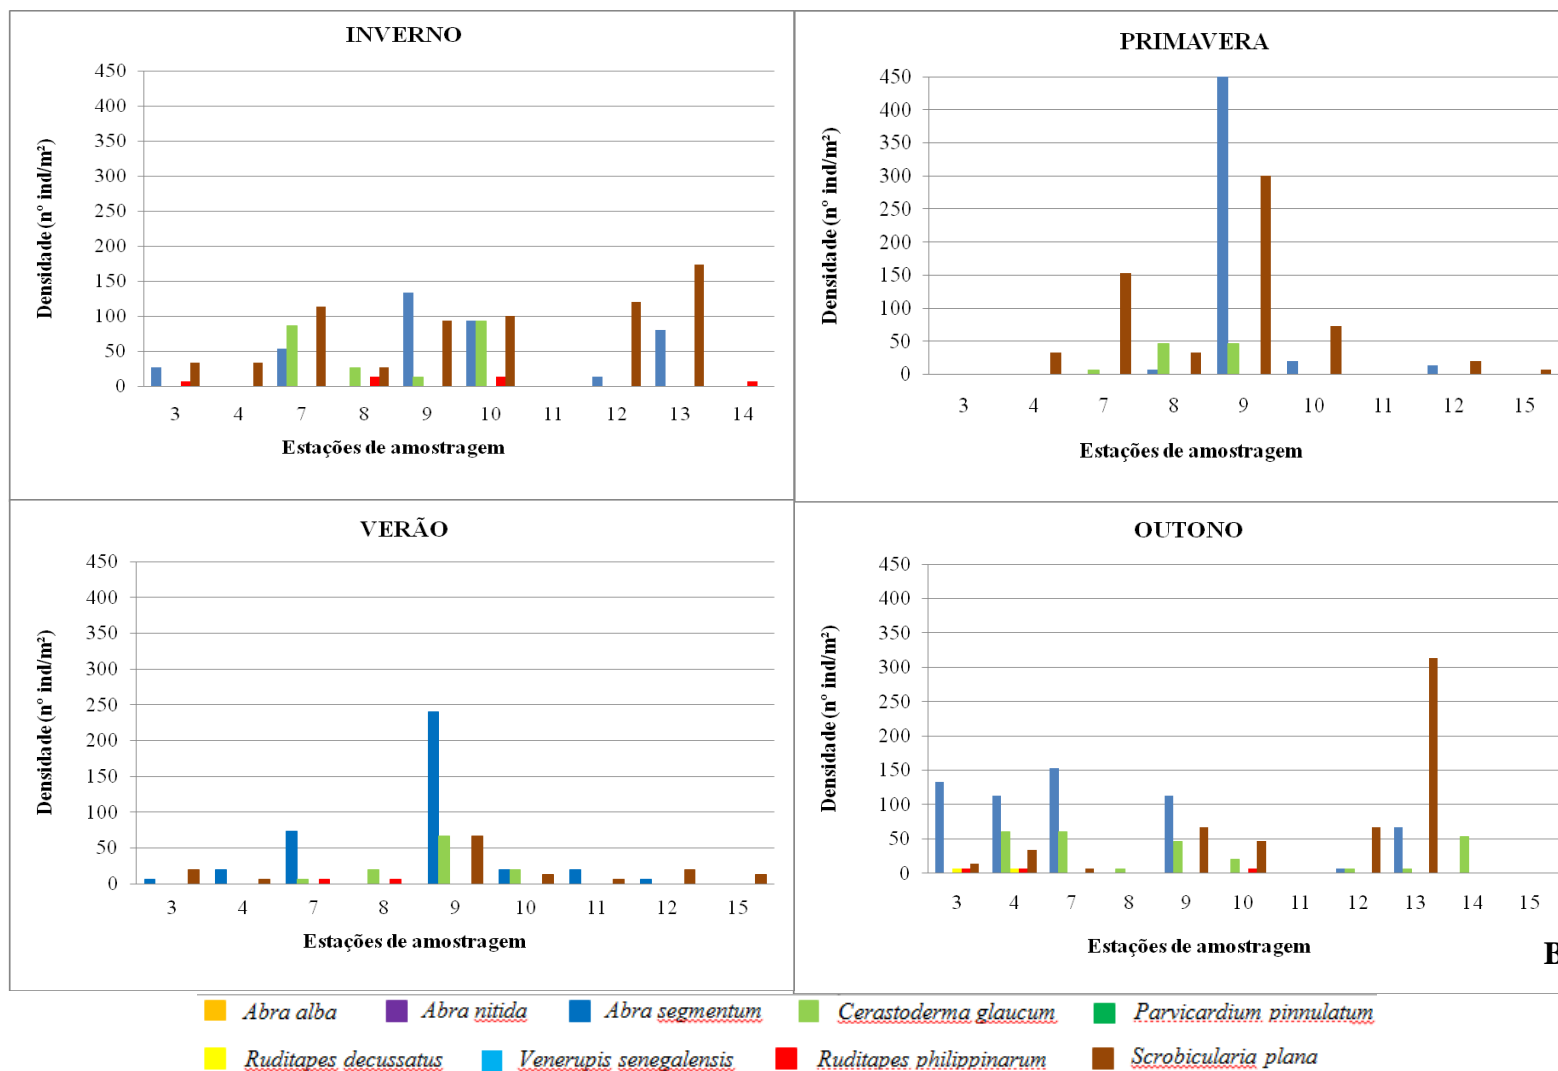 INVERNO
450
400
350
300
250
200
150
100
50
0
Densidade (nº ind/m²)
3 4 7 8 9 10 11 12 13 14
Estações de amostragem
PRIMAVERA
450
400
350
300
250
200
150
100
50
0
Densidade (nº ind/m²)
3 4 7 8 9 10 11 12 15
Estações de amostragem
VERÃO
450
400
350
300
250
200
150
100
50
0
Densidade (nº ind/m²)
3 4 7 8 9 10 11 12 15
Estações de amostragem
OUTONO
450
400
350
300
250
200
150
100
50
0
Densidade (nº ind/m²)
3 4 7 8 9 10 11 12 13 14 15
Estações de amostragem
B
Abra alba Abra nitida Abra segmentum Cerastoderma glaucum Parvicardium pinnulatum
Ruditapes decussatus Venerupis senegalensis Ruditapes philippinarum Scrobicularia plana